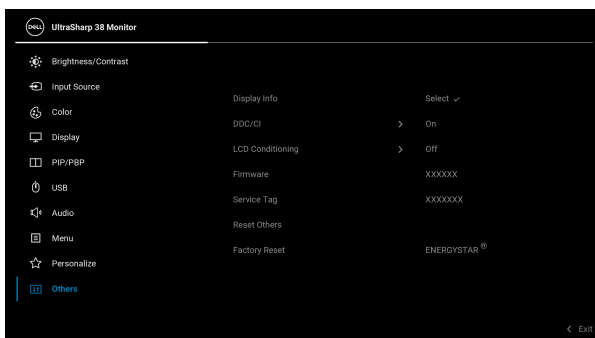 DELL UltraSharp 38 Monitor
Brightness/Contrast
Input Source
Color
Display
PIP/PBP
USB
Audio
Menu
Personalize
Others
Display Info Select ✓
DDC/CI > On
LCD Conditioning > Off
Firmware XXXXXX
Service Tag XXXXXXX
Reset Others
Factory Reset ENERGYSTAR ®
< Exit